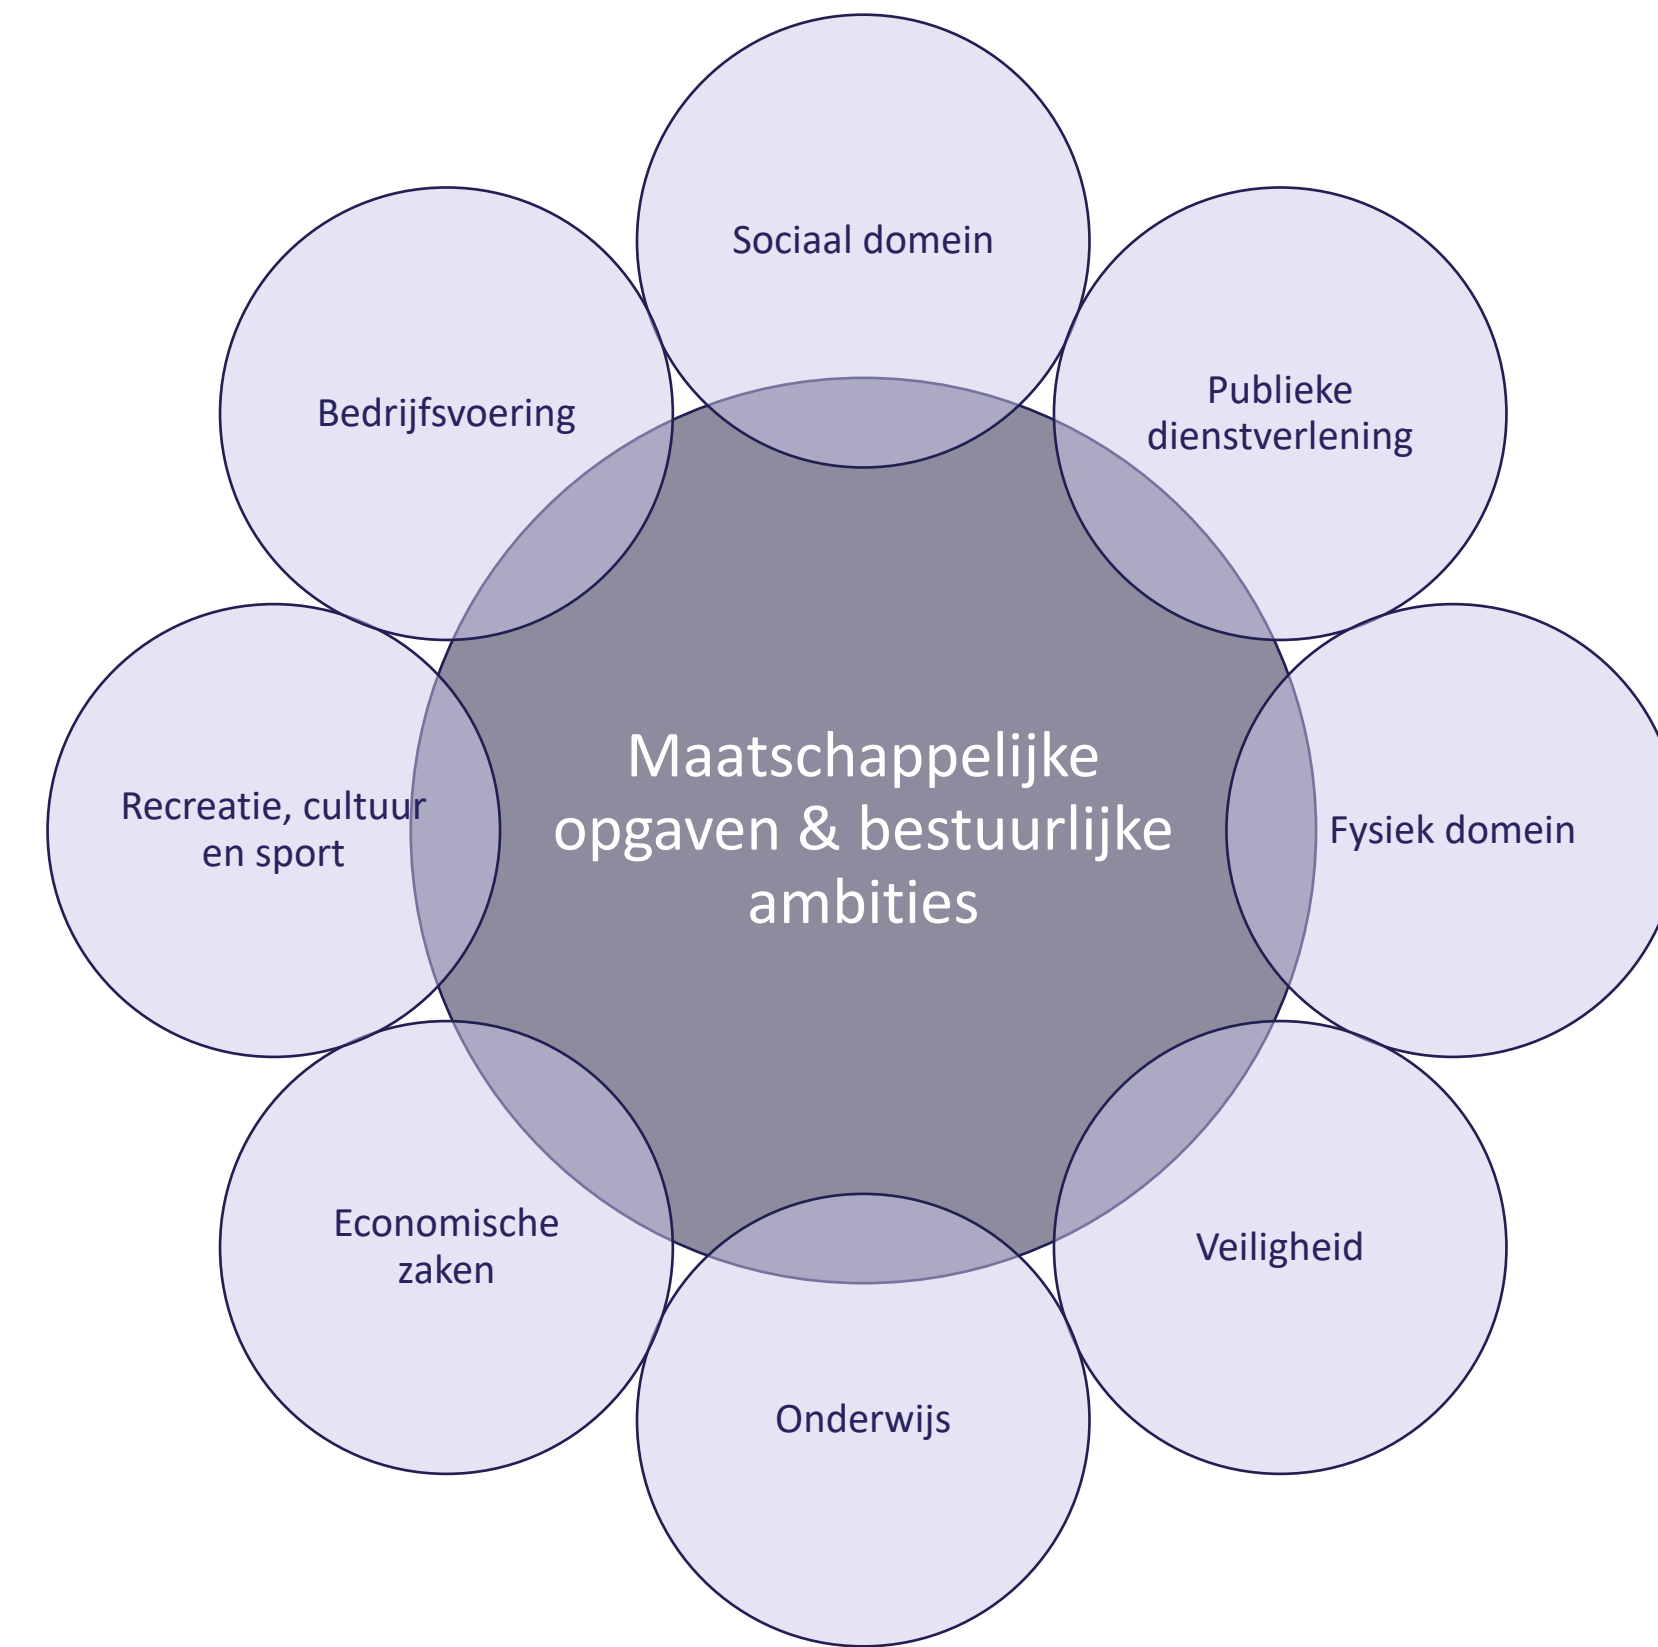 Sociaal domein
Publieke
dienstverlening
Fysiek domein
Veiligheid
Onderwijs
Economische
zaken
Recreatie, cultuur
en sport
Bedrijfsvoering
Maatschappelijke
opgaven & bestuurlijke
ambities